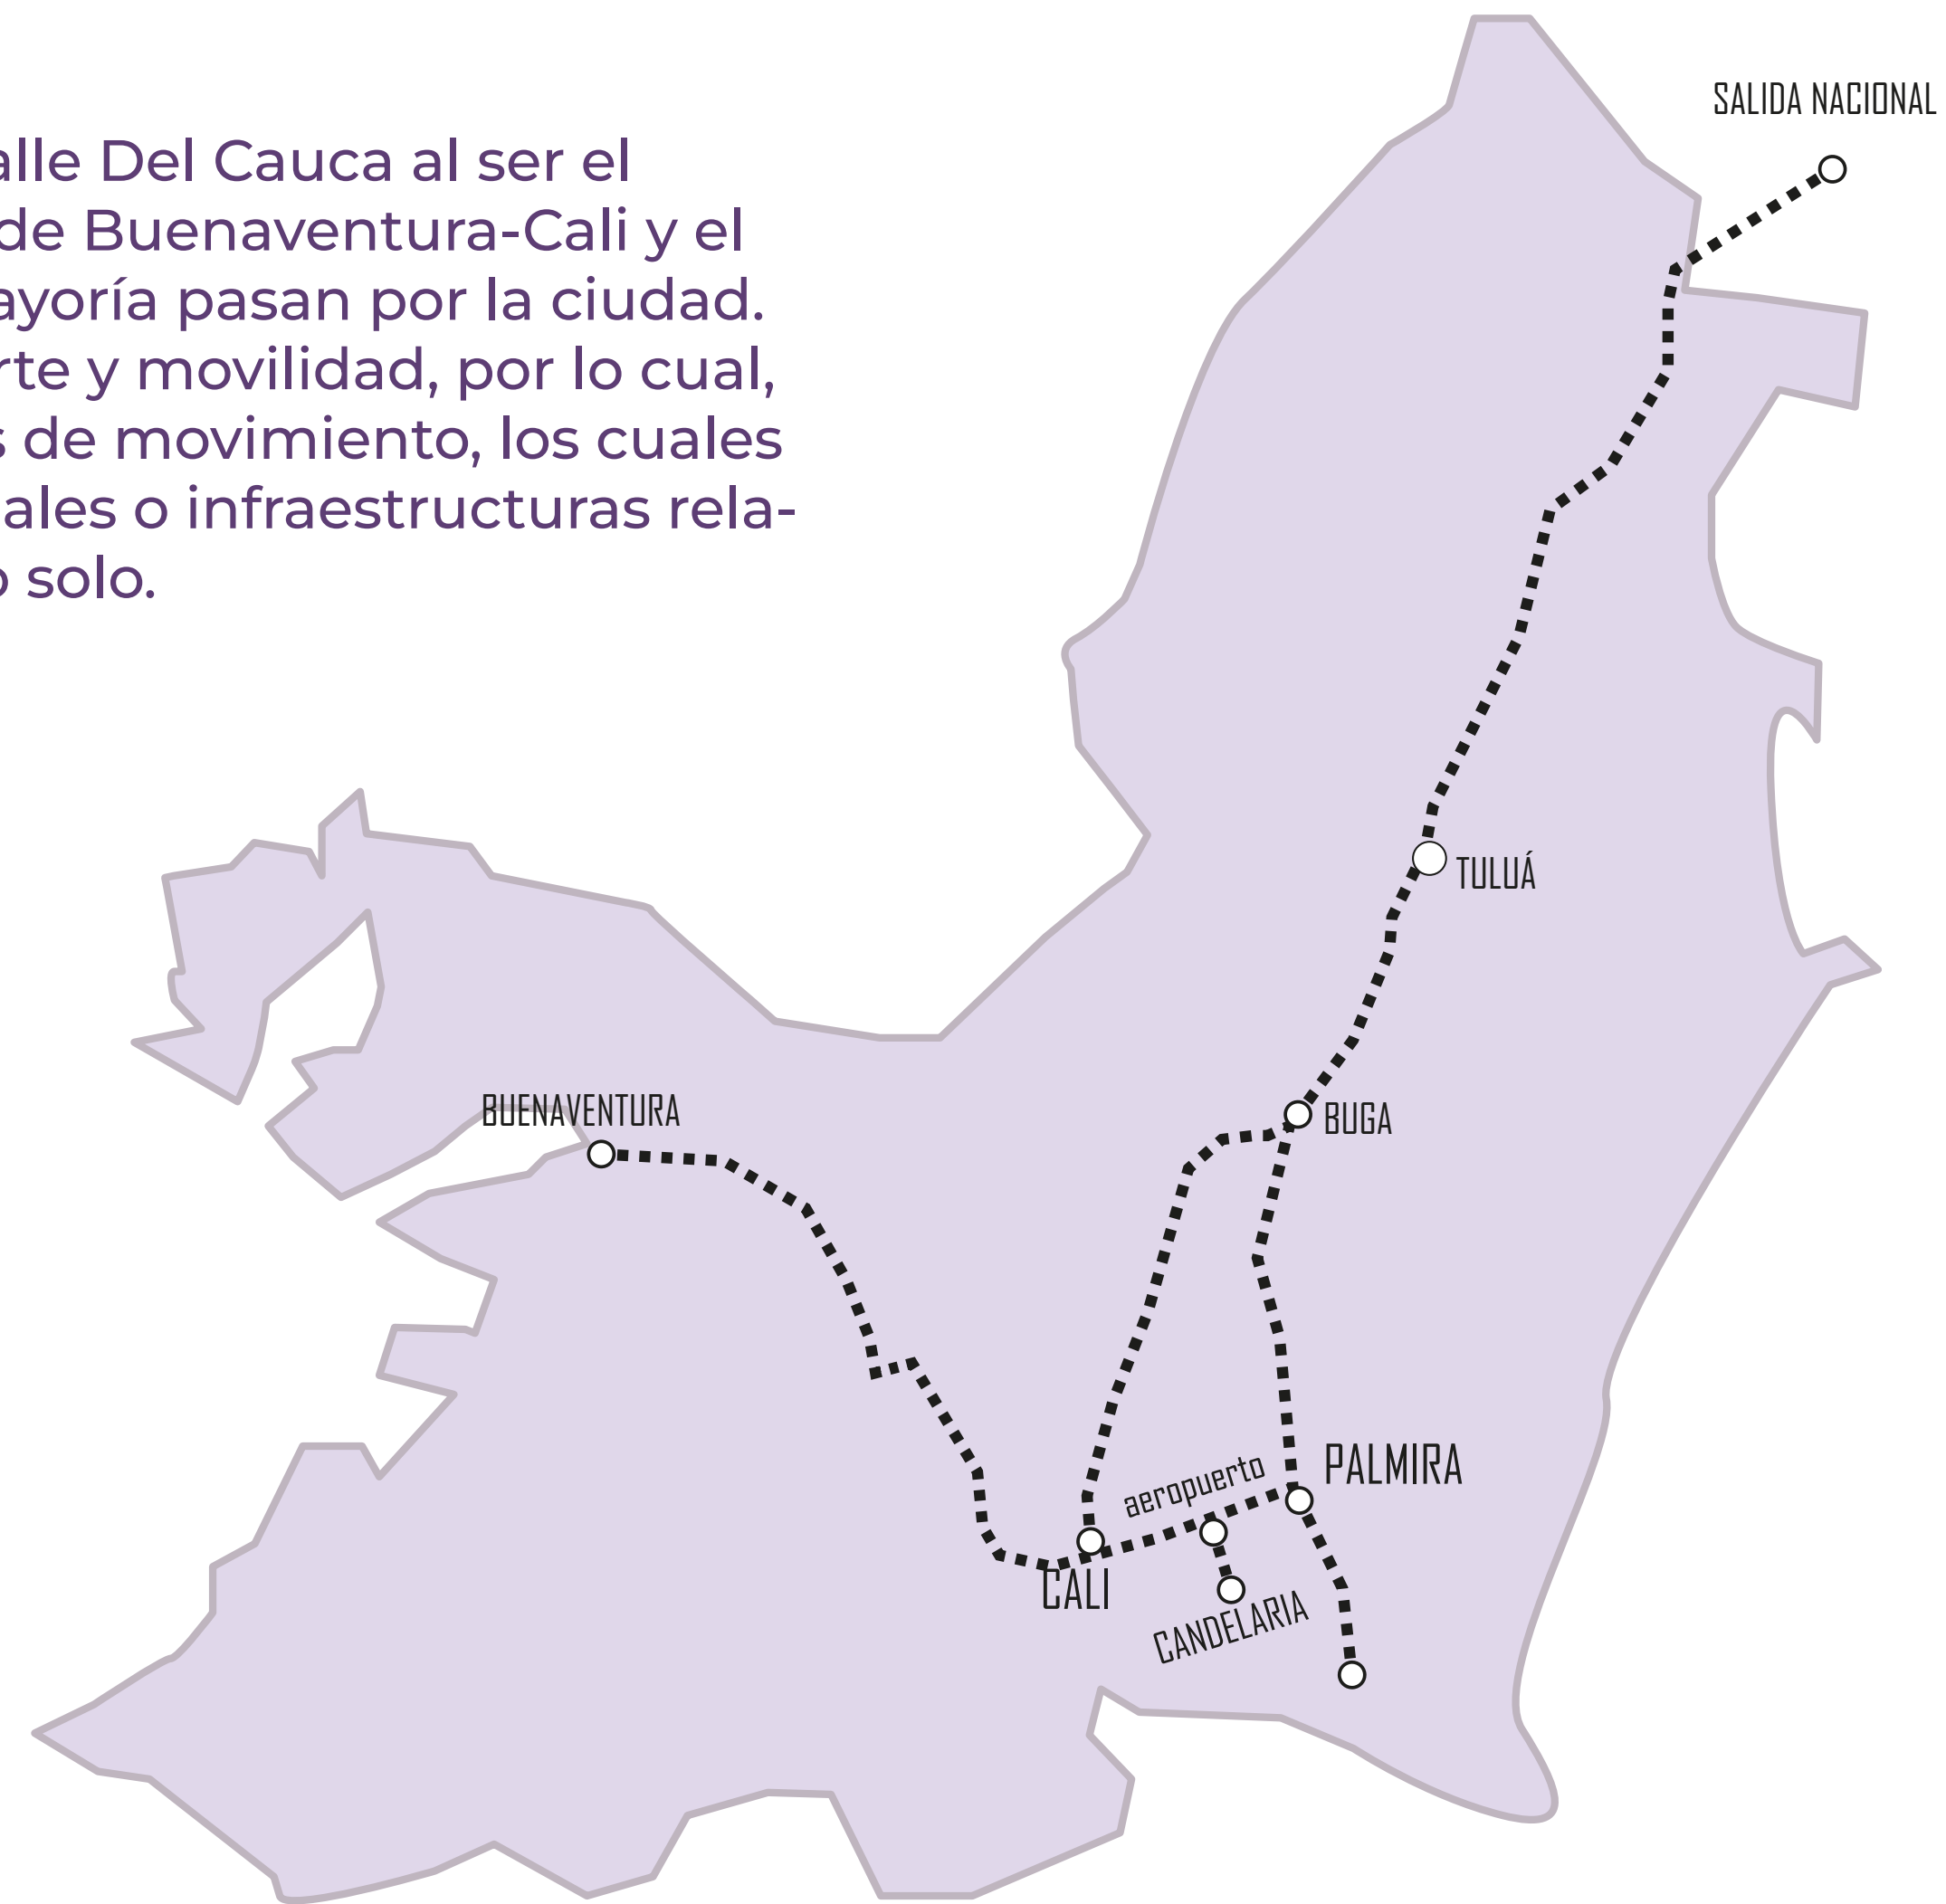 alle Del Cauca al ser el
de Buenaventura-Cali y el
ayoría pasan por la ciudad.
rte y movilidad, por lo cual,
s de movimiento, los cuales
ales o infraestructuras rela-
o solo.
SALIDA NACIONAL
TULUÁ
BUENAVENTURA
BUGA
PALMIRA
aeropuerto
CALI
CANDELARIA